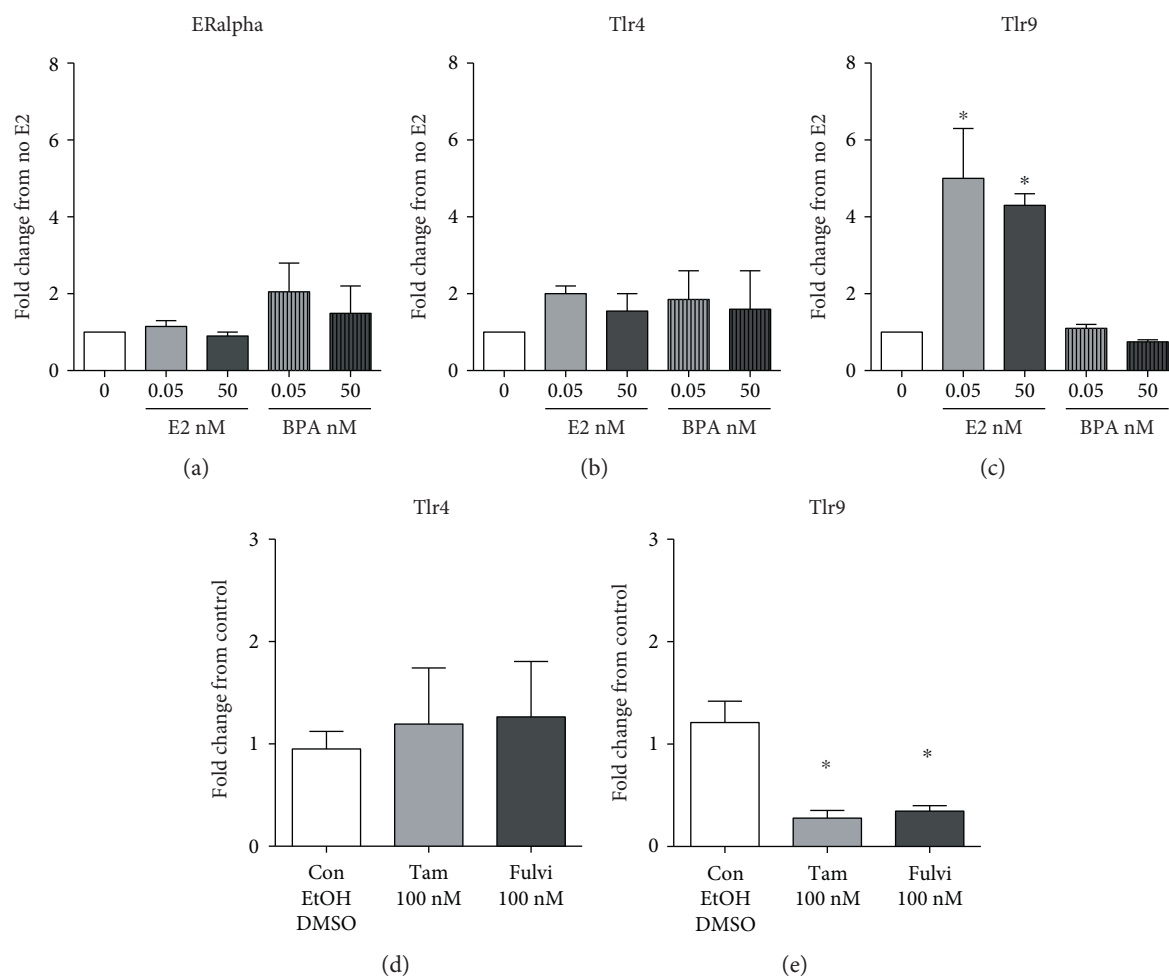 ERalpha
Fold change from no E2
8
6
4
2
0
0 0.05 50 0.05 50
E2 nM BPA nM
(a)
Tlr4
Fold change from no E2
8
6
4
2
0
0 0.05 50 0.05 50
E2 nM BPA nM
(b)
Tlr9
Fold change from no E2
8
6
4
2
0
* *
0 0.05 50 0.05 50
E2 nM BPA nM
(c)
Tlr4
Fold change from control
3
2
1
0
Con Tam Fulvi
EtOH 100 nM 100 nM
DMSO
(d)
Tlr9
Fold change from control
3
2
1
0
* *
Con Tam Fulvi
EtOH 100 nM 100 nM
DMSO
(e)